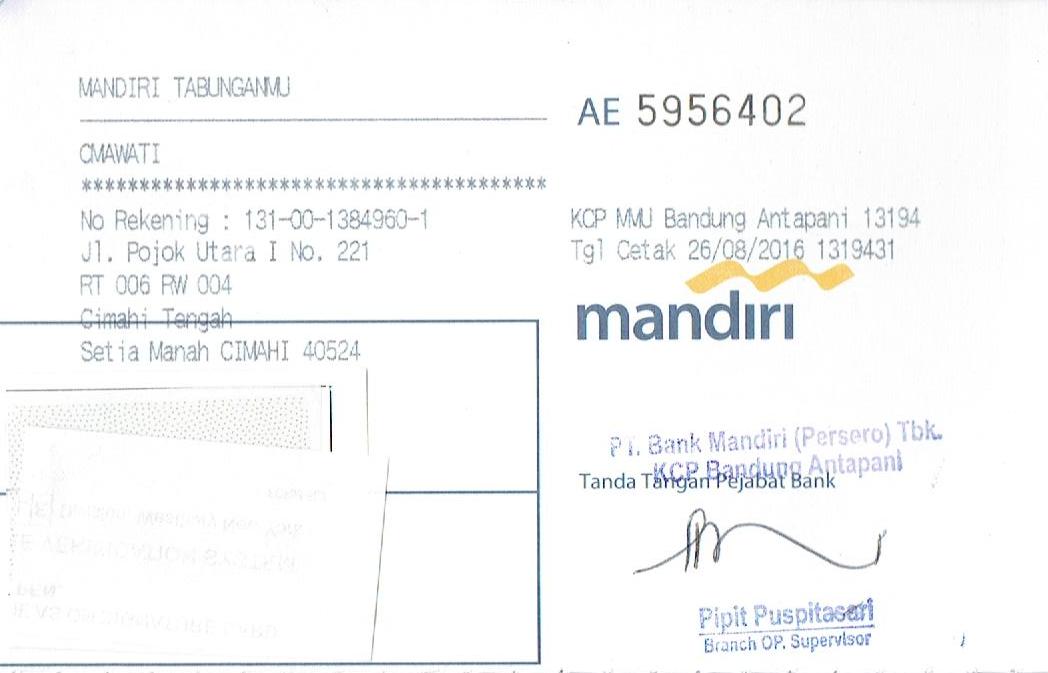 MANDIRI TABUNGANMU
CMAWATI
******************************************
No Rekening : 131-00-1384960-1
Jl. Pojok Utara I No. 221
RT 006 RW 004
Cimahi Tengah
Setia Manah CIMAHI 40524
AE 5956402
KCP MMU Bandung Antapani 13194
Tgl Cetak 26/08/2016 1319431
mandiri
PT. Bank Mandiri (Persero) Tbk.
KCP Bandung Antapani
Tanda Tangan Pejabat Bank
Pipit Puspitasari
Branch OP. Supervisor